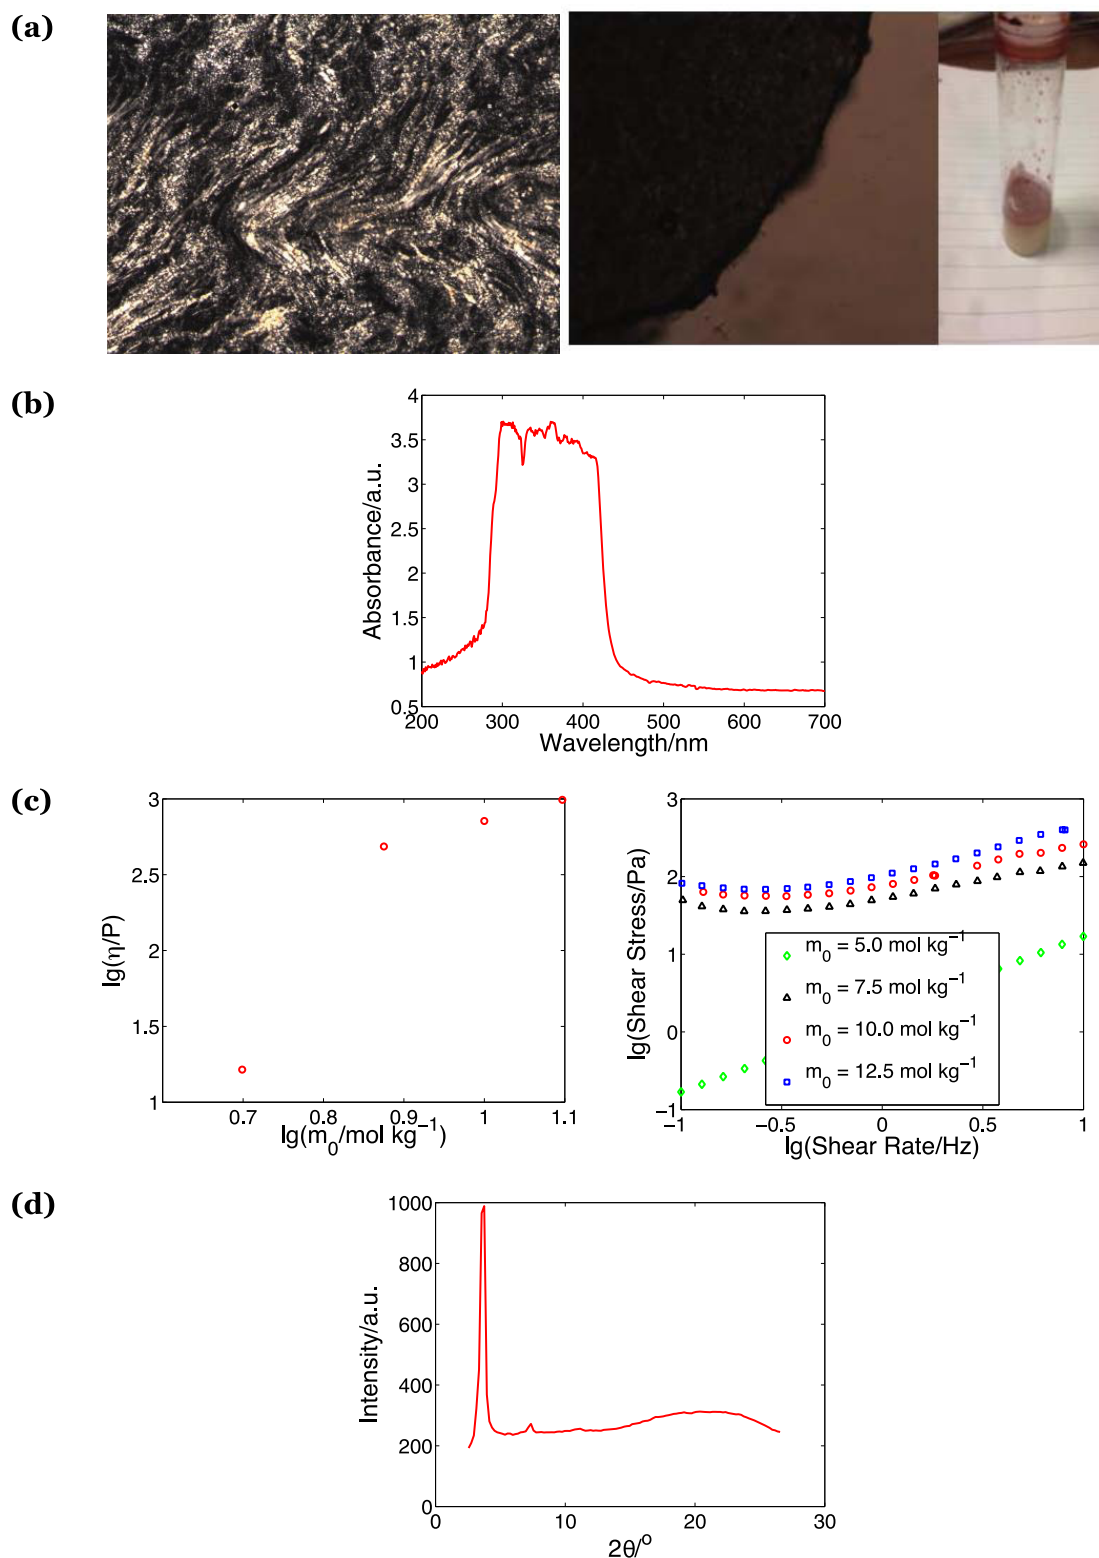 (a)
(b)
4
3.5
3
2.5
2
1.5
1
0.5
Absorbance/a.u.
200 300 400 500 600 700
Wavelength/nm
(c)
3
2.5
2
1.5
1
lg(η/P)
0.7 0.8 0.9 1 1.1
lg(m₀/mol kg⁻¹)
3
2
1
0
−1
lg(Shear Stress/Pa)
m₀ = 5.0 mol kg⁻¹
m₀ = 7.5 mol kg⁻¹
m₀ = 10.0 mol kg⁻¹
m₀ = 12.5 mol kg⁻¹
−1 −0.5 0 0.5 1
lg(Shear Rate/Hz)
(d)
1000
800
600
400
200
0
Intensity/a.u.
0 10 20 30
2θ/°